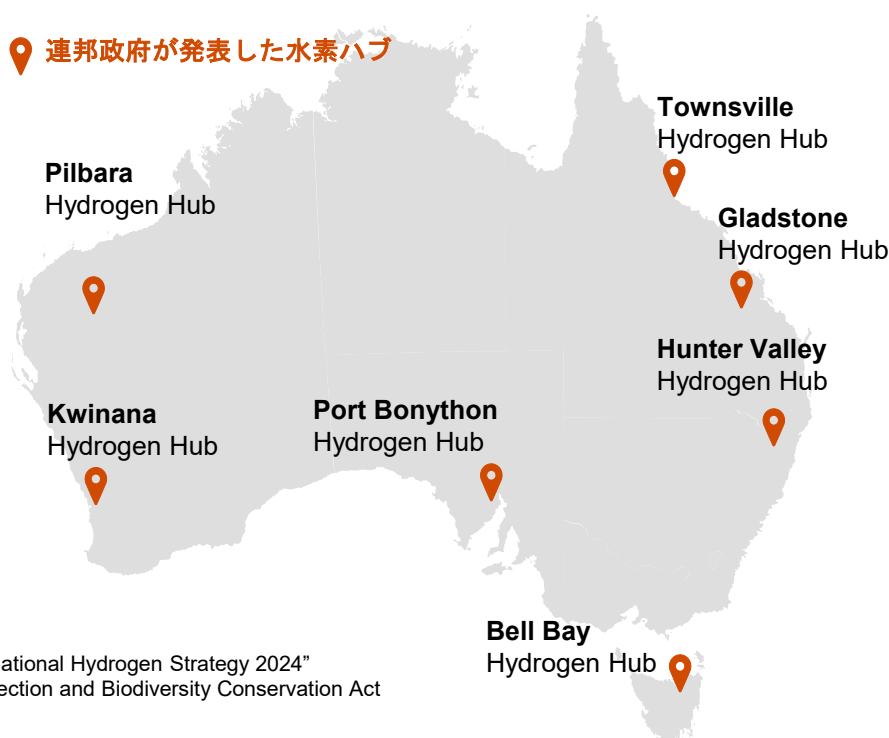 連邦政府が発表した水素ハブ
Townsville
Hydrogen Hub
Pilbara
Hydrogen Hub
Gladstone
Hydrogen Hub
Hunter Valley
Hydrogen Hub
Kwinana
Hydrogen Hub
Port Bonython
Hydrogen Hub
Bell Bay
Hydrogen Hub
ational Hydrogen Strategy 2024”
ection and Biodiversity Conservation Act